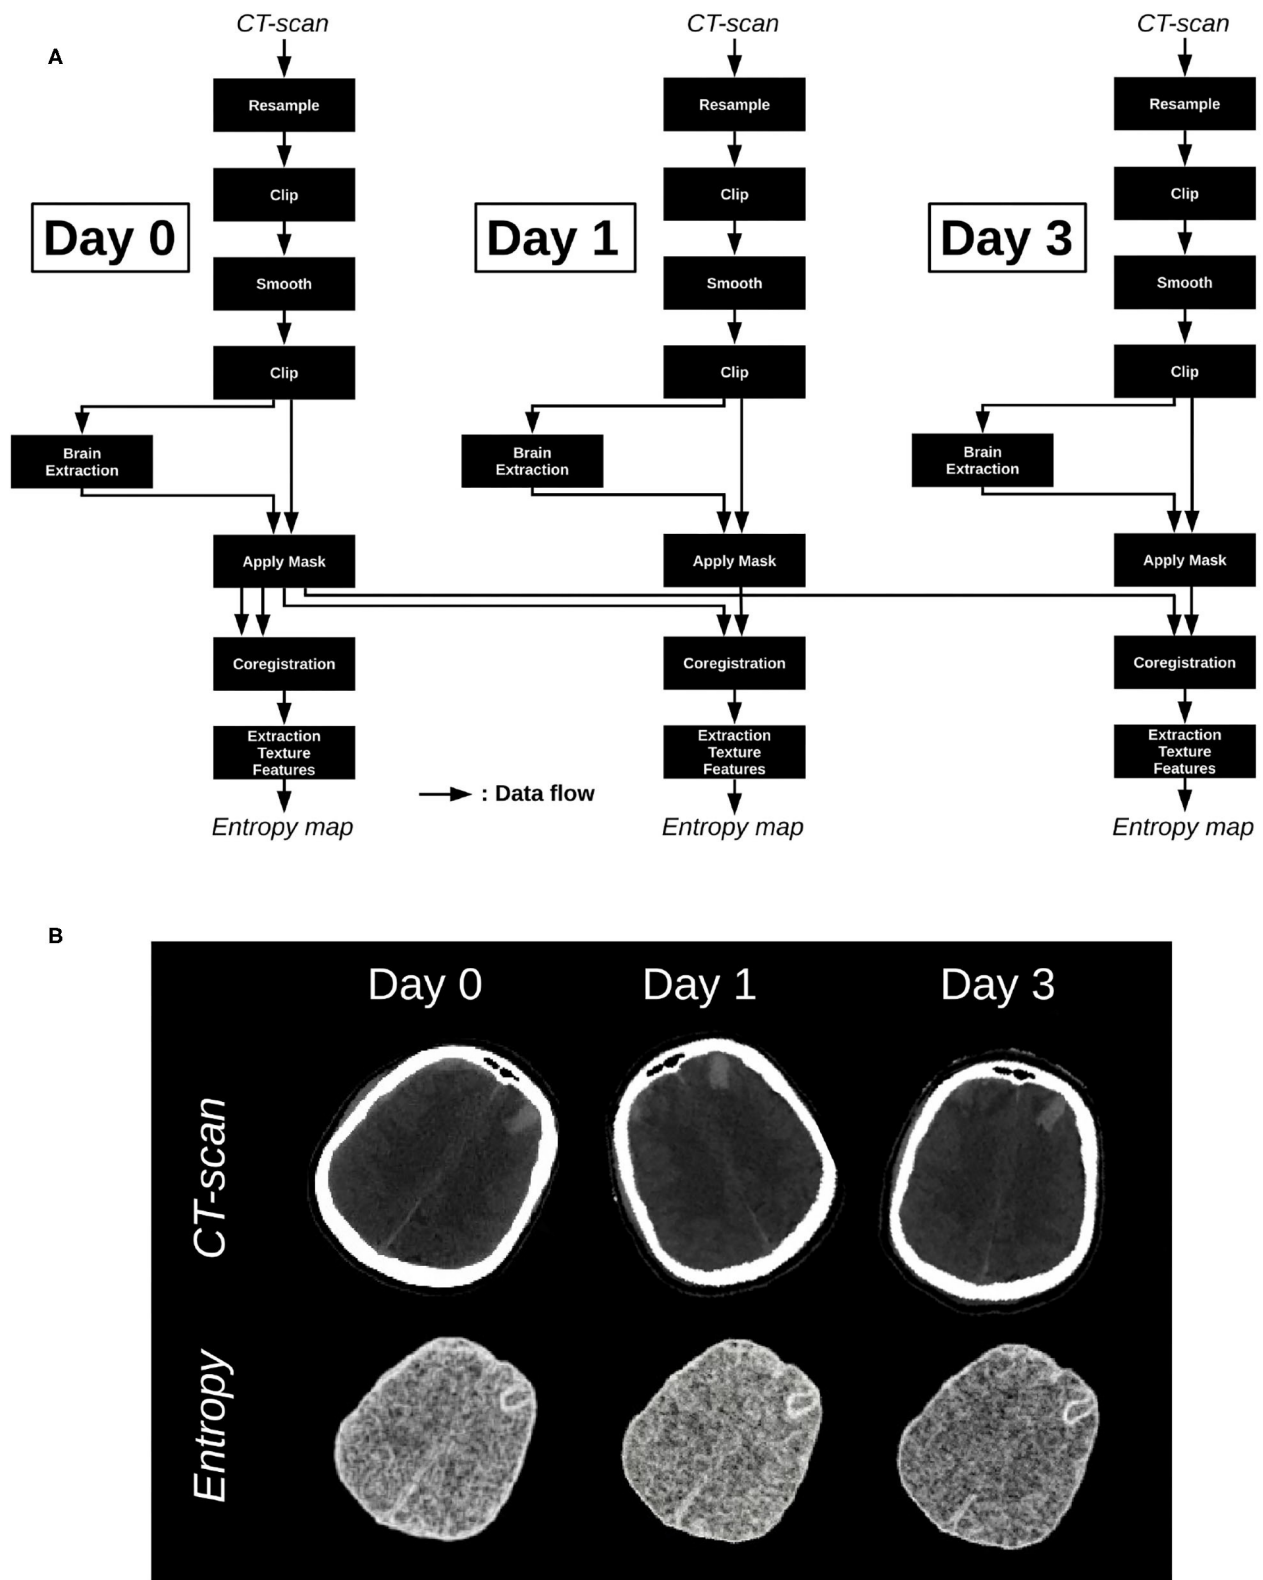 A
CT-scan
CT-scan
CT-scan
Resample
Resample
Resample
Clip
Clip
Clip
Day 0
Day 1
Day 3
Smooth
Smooth
Smooth
Clip
Clip
Clip
Brain
Extraction
Brain
Extraction
Brain
Extraction
Apply Mask
Apply Mask
Apply Mask
Coregistration
Coregistration
Coregistration
Extraction
Texture
Features
Extraction
Texture
Features
Extraction
Texture
Features
: Data flow
Entropy map
Entropy map
Entropy map
B
Day 0
Day 1
Day 3
CT-scan
Entropy